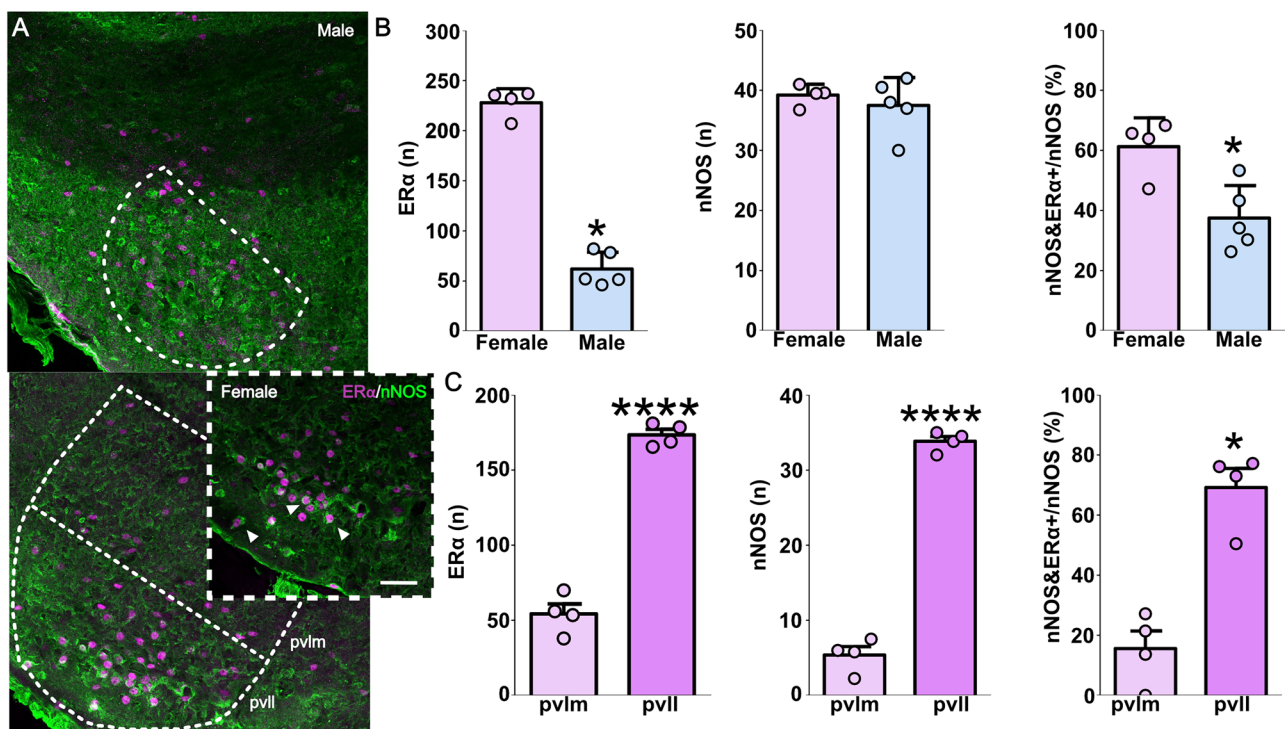 A
Male
B
300
250
200
150
100
50
0
ERα (n)
*
Female
Male
50
40
30
20
10
0
nNOS (n)
Female
Male
100
80
60
40
20
0
nNOS&ERα+/nNOS (%)
*
Female
Male
Female
ERα/nNOS
pvlm
pvll
C
200
150
100
50
0
ERα (n)
****
pvlm
pvll
40
30
20
10
0
nNOS (n)
****
pvlm
pvll
100
80
60
40
20
0
nNOS&ERα+/nNOS (%)
*
pvlm
pvll